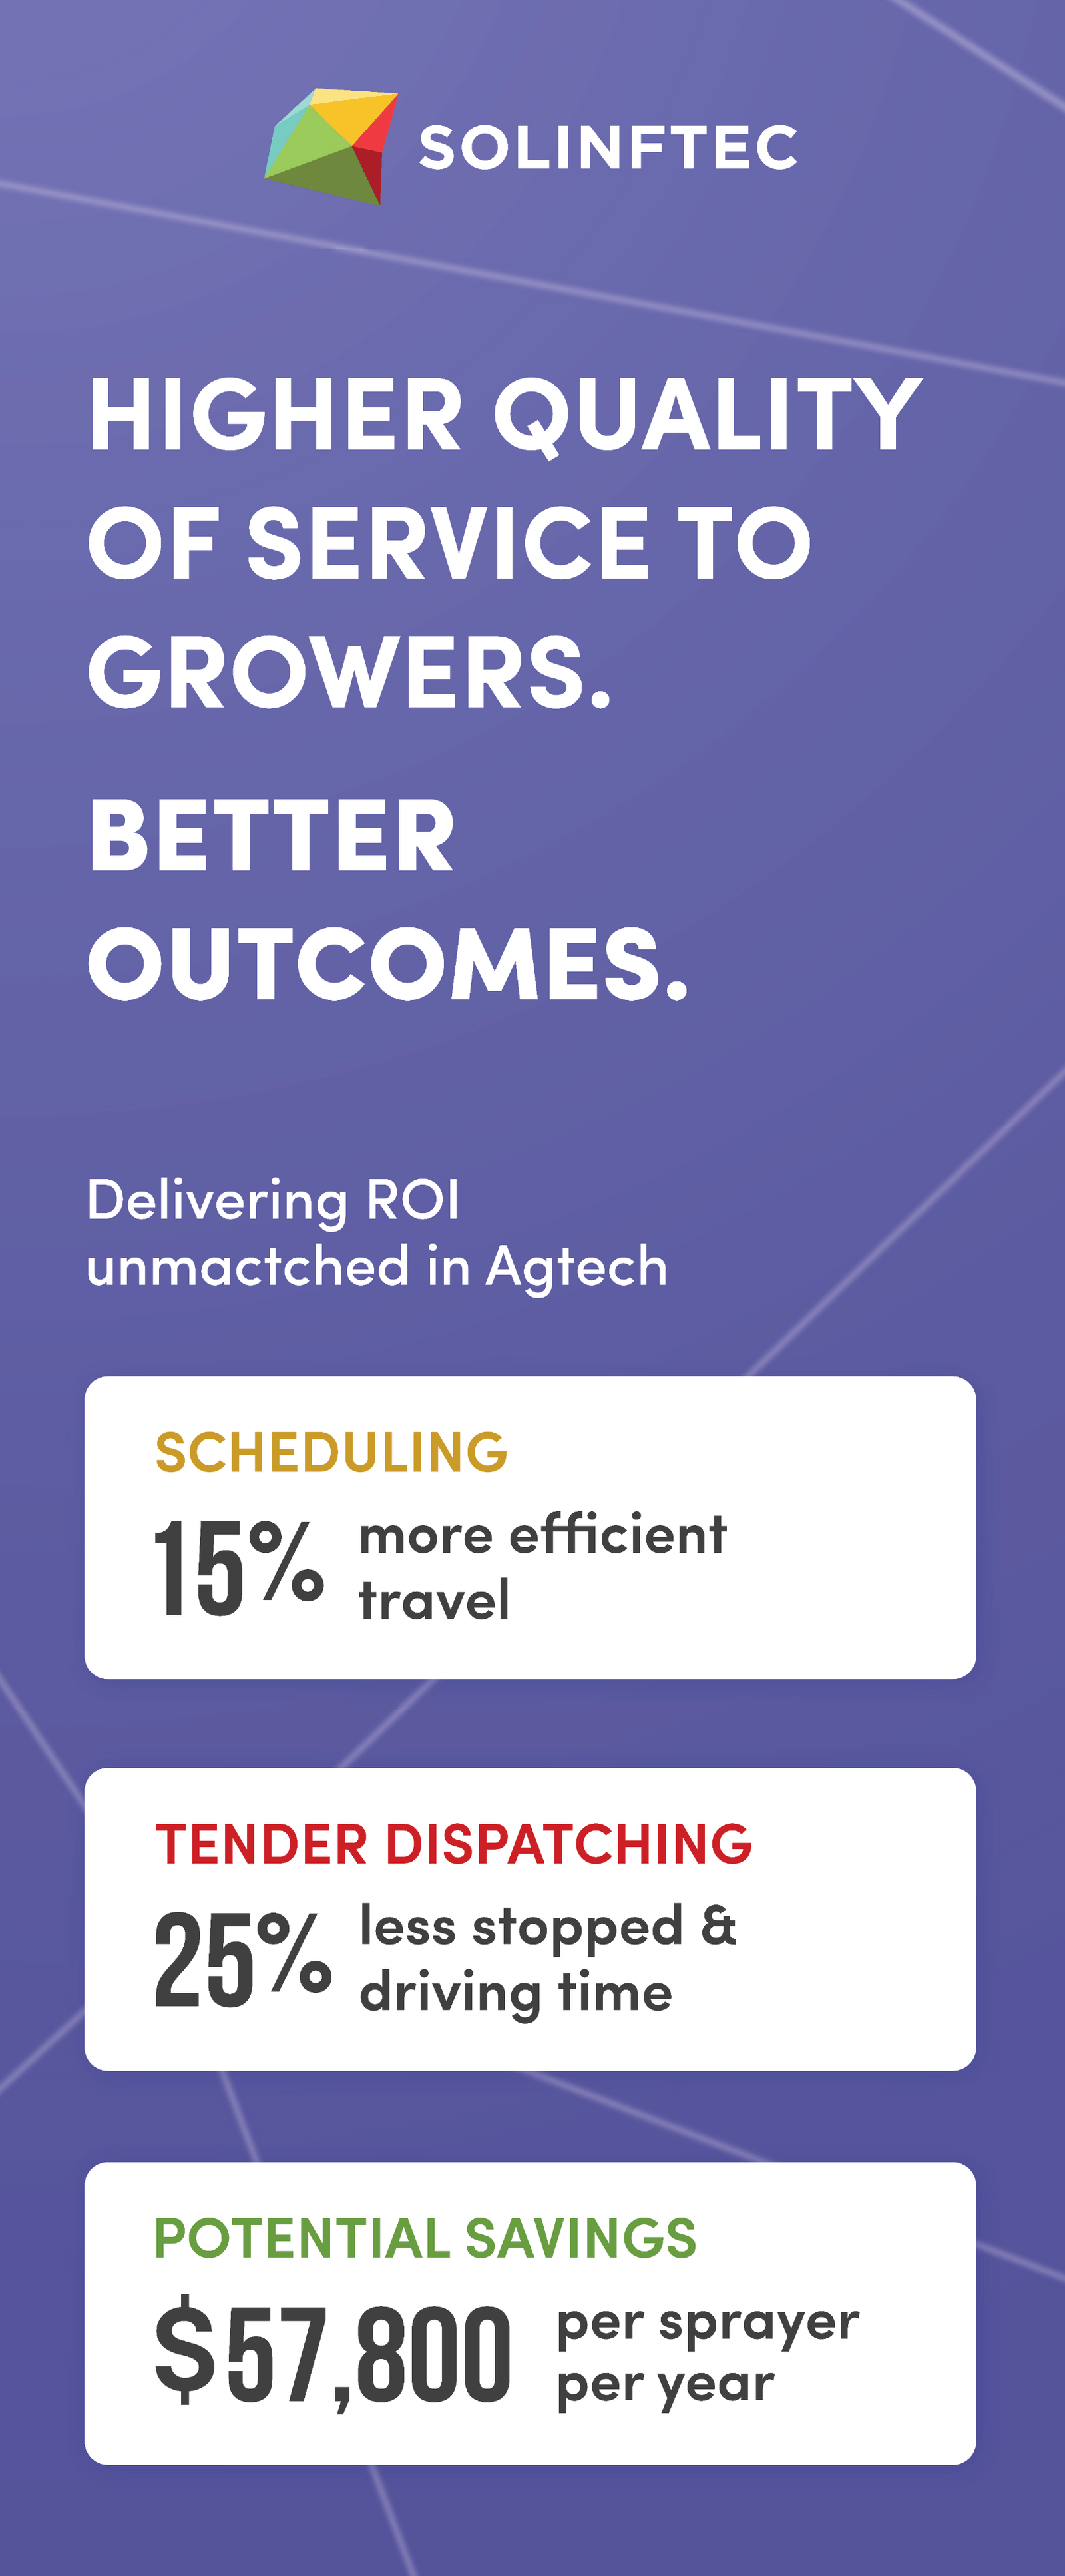 SOLINFTEC
HIGHER QUALITY
OF SERVICE TO
GROWERS.
BETTER
OUTCOMES.
Delivering ROI
unmactched in Agtech
SCHEDULING
15% more efficient
travel
TENDER DISPATCHING
25% less stopped &
driving time
POTENTIAL SAVINGS
$57,800 per sprayer
per year